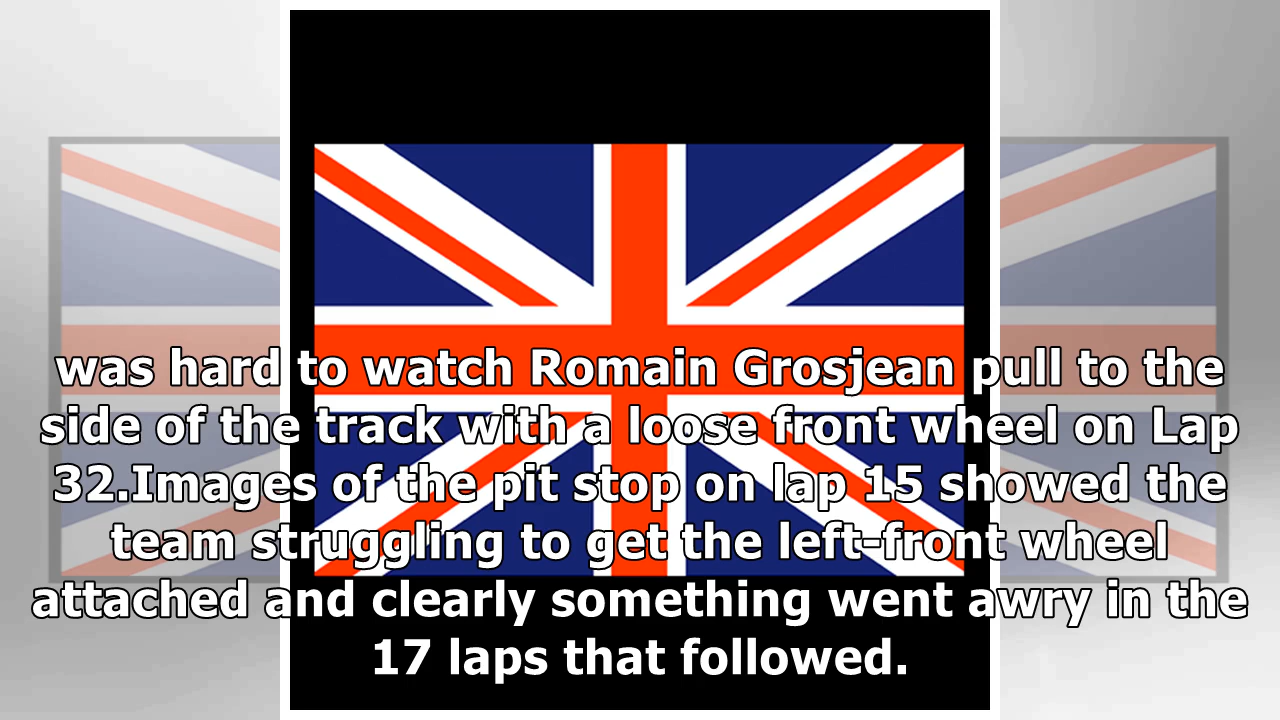 was hard to watch Romain Grosjean pull to the
side of the track with a loose front wheel on Lap
32.Images of the pit stop on lap 15 showed the
team struggling to get the left-front wheel
attached and clearly something went awry in the
17 laps that followed.